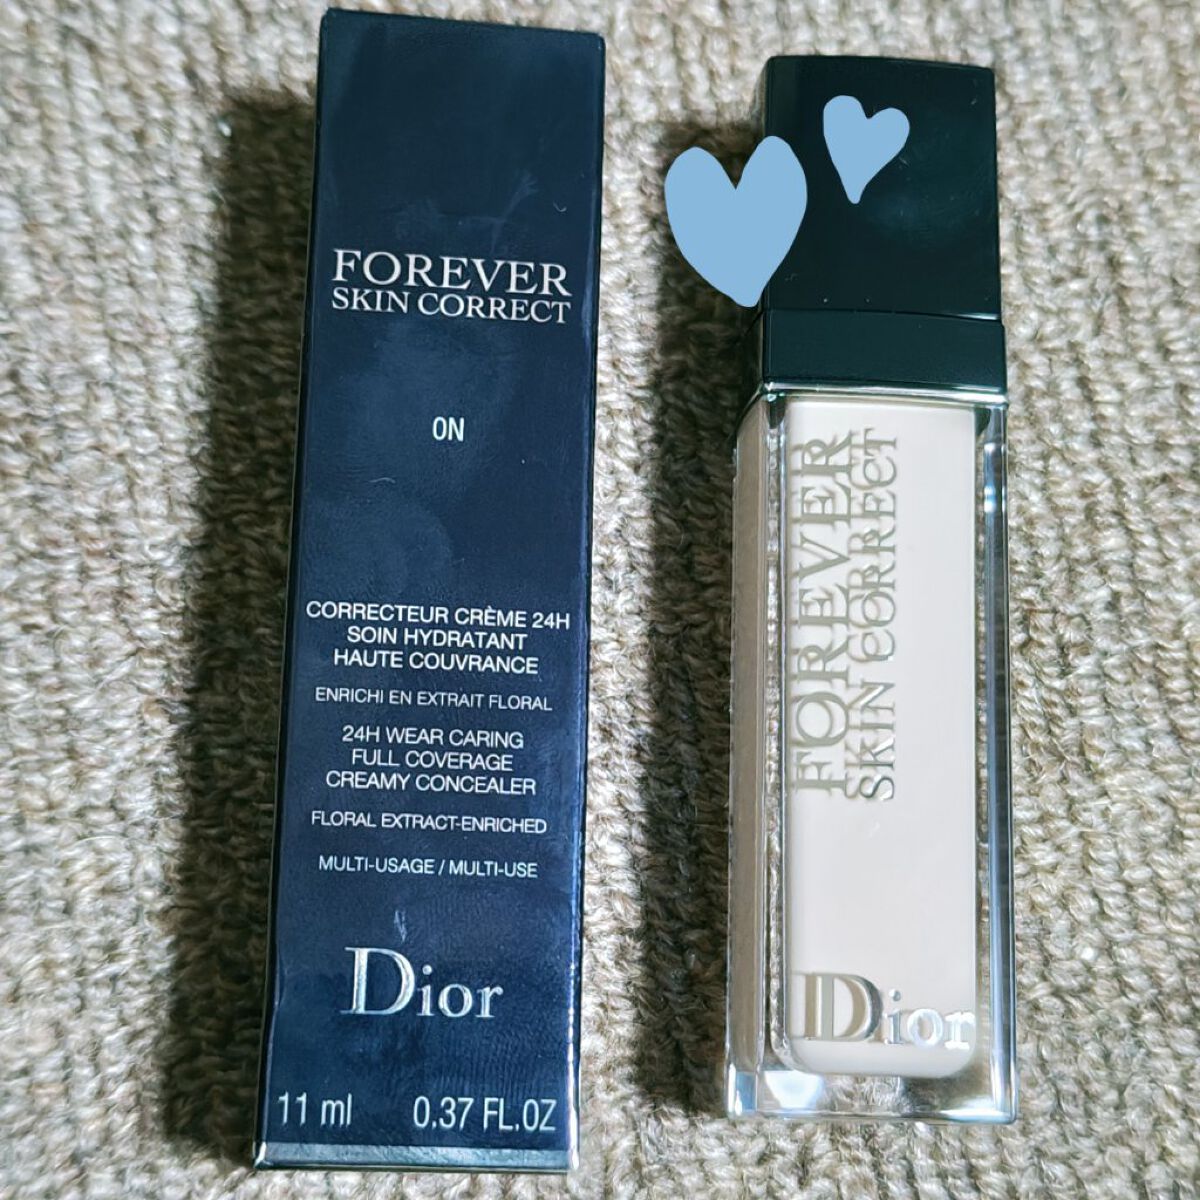 FOREVER
SKIN CORRECT
0N
CORRECTEUR CRÈME 24H
SOIN HYDRATANT
HAUTE COUVRANCE
ENRICHI EN EXTRAIT FLORAL
24H WEAR CARING
FULL COVERAGE
CREAMY CONCEALER
FLORAL EXTRACT-ENRICHED
MULTI-USAGE / MULTI-USE
Dior
11 ml 0.37 FL.OZ
FOREVER
SKIN CORRECT
Dior